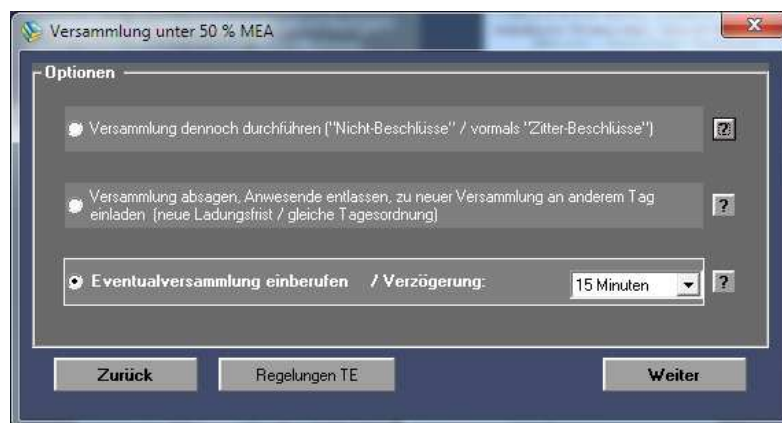 Versammlung unter 50 % MEA
Optionen
Versammlung dennoch durchführen ("Nicht-Beschlüsse" / vormals "Zitter-Beschlüsse")
?
Versammlung absagen, Anwesende entlassen, zu neuer Versammlung an anderem Tag
einladen (neue Ladungsfrist / gleiche Tagesordnung)
?
Eventualversammlung einberufen / Verzögerung: 15 Minuten
?
Zurück Regelungen TE Weiter